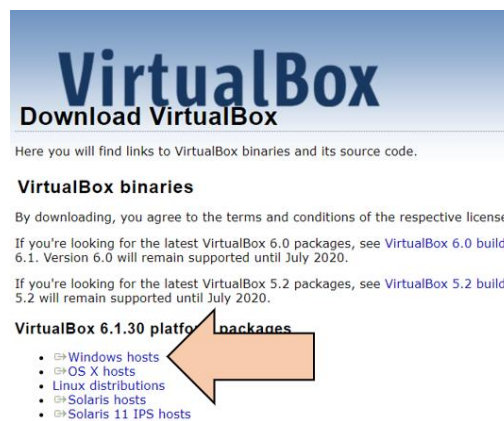 VirtualBox
Download VirtualBox
Here you will find links to VirtualBox binaries and its source code.
VirtualBox binaries
By downloading, you agree to the terms and conditions of the respective license
If you're looking for the latest VirtualBox 6.0 packages, see VirtualBox 6.0 build
6.1. Version 6.0 will remain supported until July 2020.
If you're looking for the latest VirtualBox 5.2 packages, see VirtualBox 5.2 build
5.2 will remain supported until July 2020.
VirtualBox 6.1.30 platform packages
Windows hosts
OS X hosts
Linux distributions
Solaris hosts
Solaris 11 IPS hosts